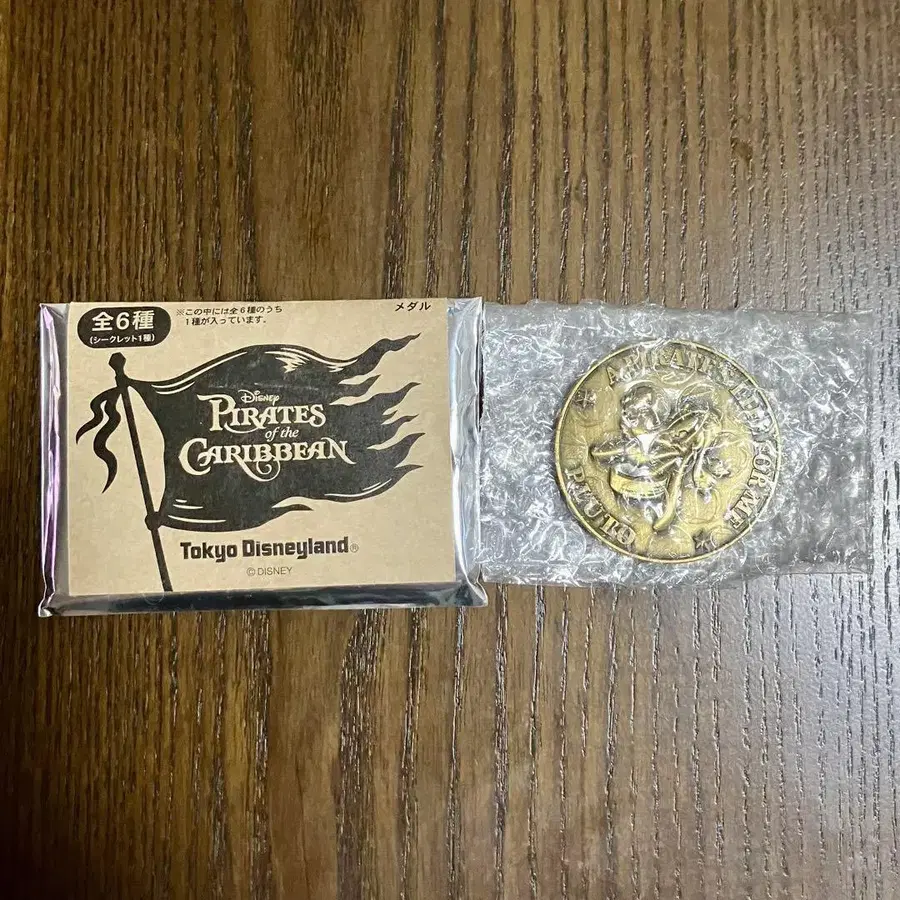 全6種
(シークレット1種)
※この中には全6種のうち
1種が入っています。
メダル
Disney
PIRATES
of the
CARIBBEAN
Tokyo Disneyland®
©DISNEY
A PIRATE'S LIFE FOR ME